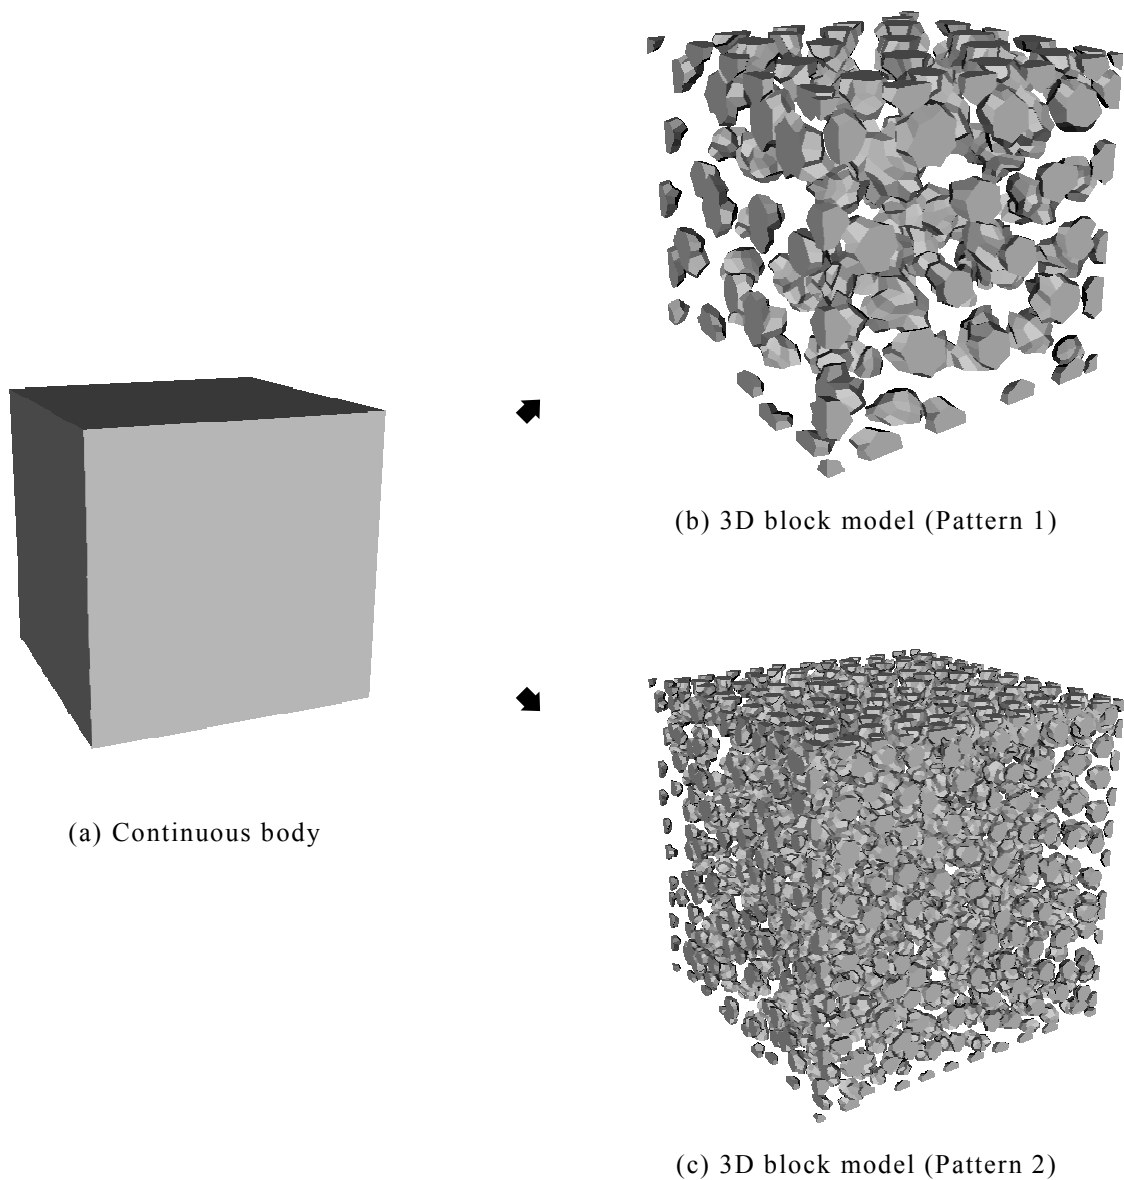 (b) 3D block model (Pattern 1)
(a) Continuous body
(c) 3D block model (Pattern 2)